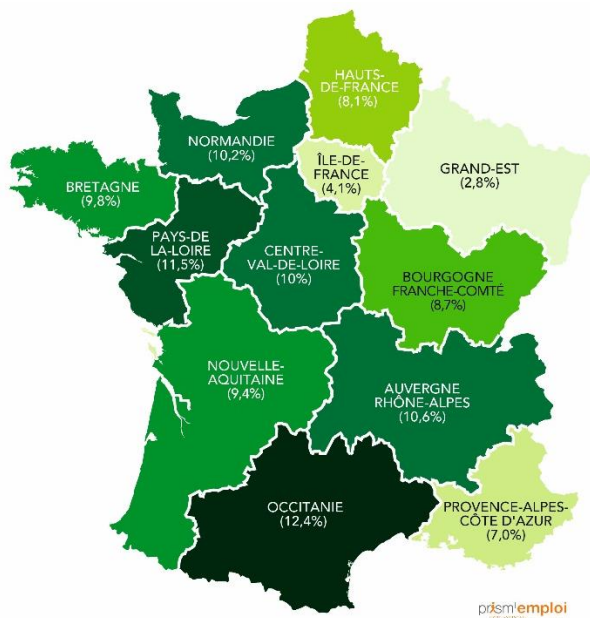 HAUTS-
DE-FRANCE
(8,1%)
NORMANDIE
(10,2%)
ÎLE-DE-
FRANCE
(4,1%)
GRAND-EST
(2,8%)
BRETAGNE
(9,8%)
PAYS-DE
LA-LOIRE
(11,5%)
CENTRE-
VAL-DE-LOIRE
(10%)
BOURGOGNE
FRANCHE-COMTÉ
(8,7%)
NOUVELLE-
AQUITAINE
(9,4%)
AUVERGNE
RHÔNE-ALPES
(10,6%)
OCCITANIE
(12,4%)
PROVENCE-ALPES-
CÔTE D'AZUR
(7,0%)
prism'emploi